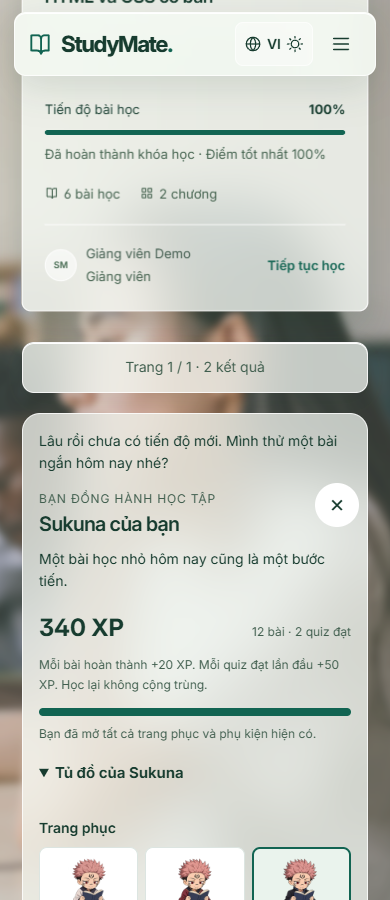 StudyMate.
VI
Tiến độ bài học 100%
Đã hoàn thành khóa học · Điểm tốt nhất 100%
6 bài học 2 chương
SM
Giảng viên Demo
Giảng viên
Tiếp tục học
Trang 1 / 1 · 2 kết quả
Lâu rồi chưa có tiến độ mới. Mình thử một bài
ngắn hôm nay nhé?
BẠN ĐỒNG HÀNH HỌC TẬP
Sukuna của bạn
Một bài học nhỏ hôm nay cũng là một bước
tiến.
340 XP
12 bài · 2 quiz đạt
Mỗi bài hoàn thành +20 XP. Mỗi quiz đạt lần đầu +50
XP. Học lại không cộng trùng.
Bạn đã mở tất cả trang phục và phụ kiện hiện có.
▼ Tủ đồ của Sukuna
Trang phục